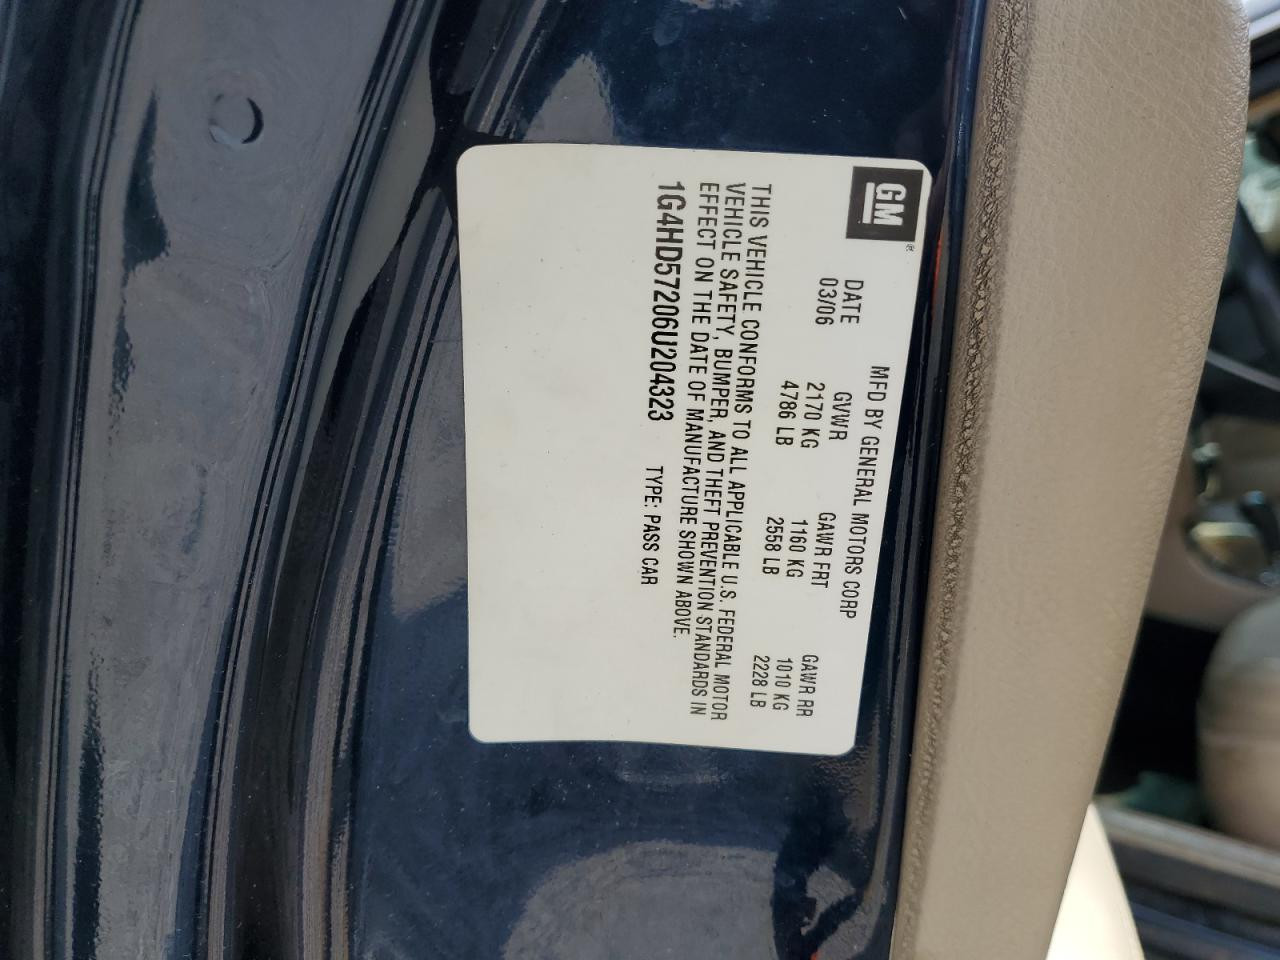 GM
®
MFD BY GENERAL MOTORS CORP
DATE GVWR GAWR FRT GAWR RR
03/06 2170 KG 1160 KG 1010 KG
4786 LB 2558 LB 2228 LB
THIS VEHICLE CONFORMS TO ALL APPLICABLE U.S. FEDERAL MOTOR
VEHICLE SAFETY, BUMPER, AND THEFT PREVENTION STANDARDS IN
EFFECT ON THE DATE OF MANUFACTURE SHOWN ABOVE.
1G4HD57206U204323 TYPE: PASS CAR